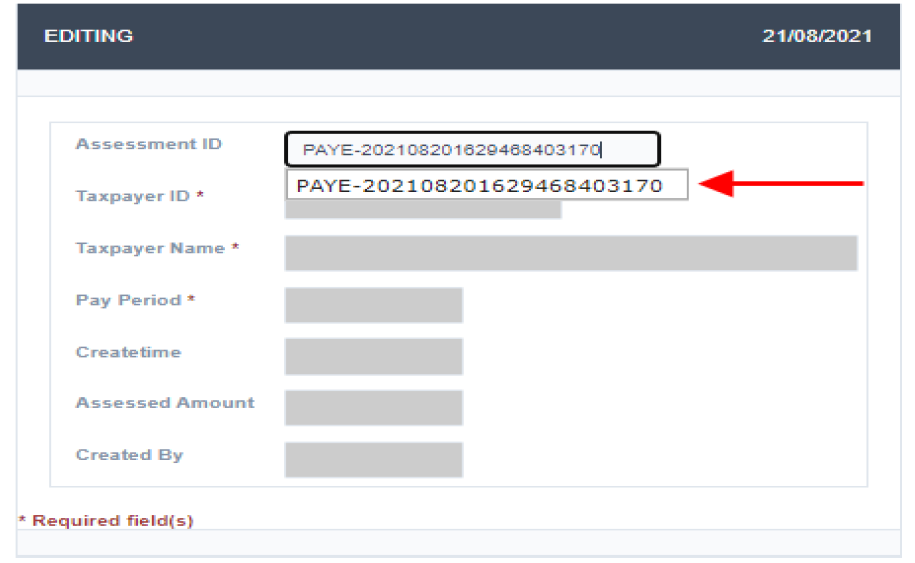 EDITING 21/08/2021
Assessment ID PAYE-202108201629468403170
PAYE-202108201629468403170
Taxpayer ID *
Taxpayer Name *
Pay Period *
Createtime
Assessed Amount
Created By
* Required field(s)